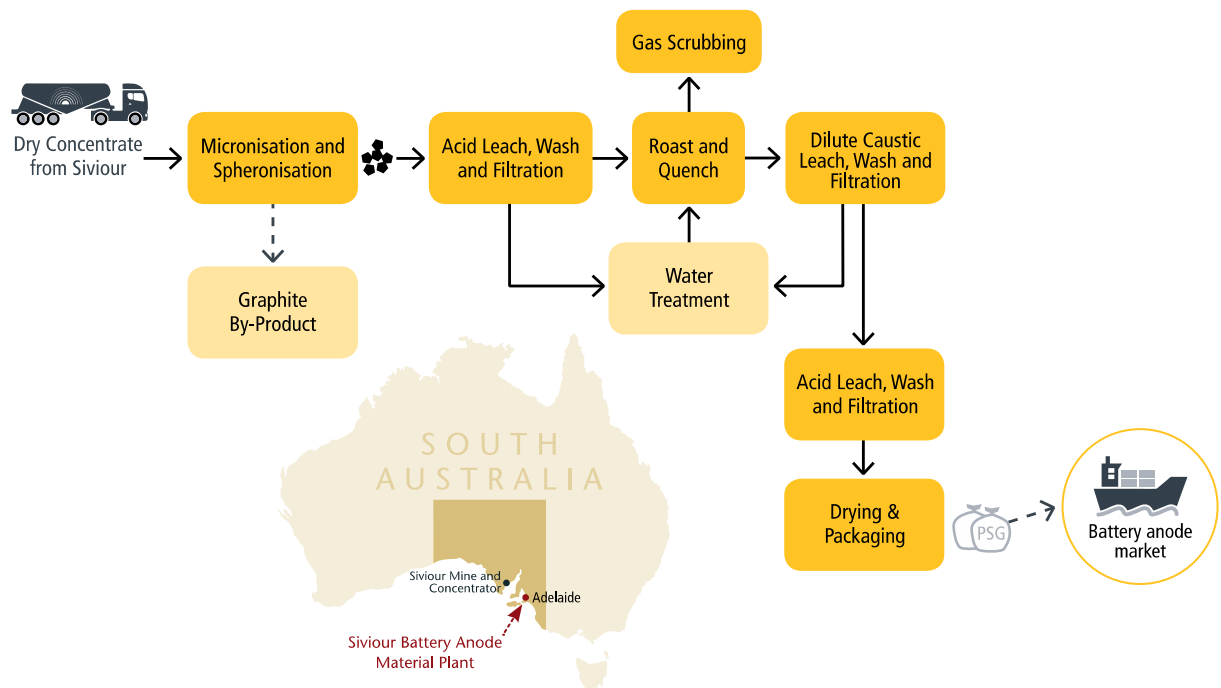 Gas Scrubbing
Dry Concentrate
from Siviour
Micronisation and
Spheronisation
Acid Leach, Wash
and Filtration
Roast and
Quench
Dilute Caustic
Leach, Wash and
Filtration
Graphite
By-Product
Water
Treatment
Acid Leach, Wash
and Filtration
Drying &
Packaging
PSG
Battery anode
market
SOUTH
AUSTRALIA
Siviour Mine and
Concentrator
Adelaide
Siviour Battery Anode
Material Plant